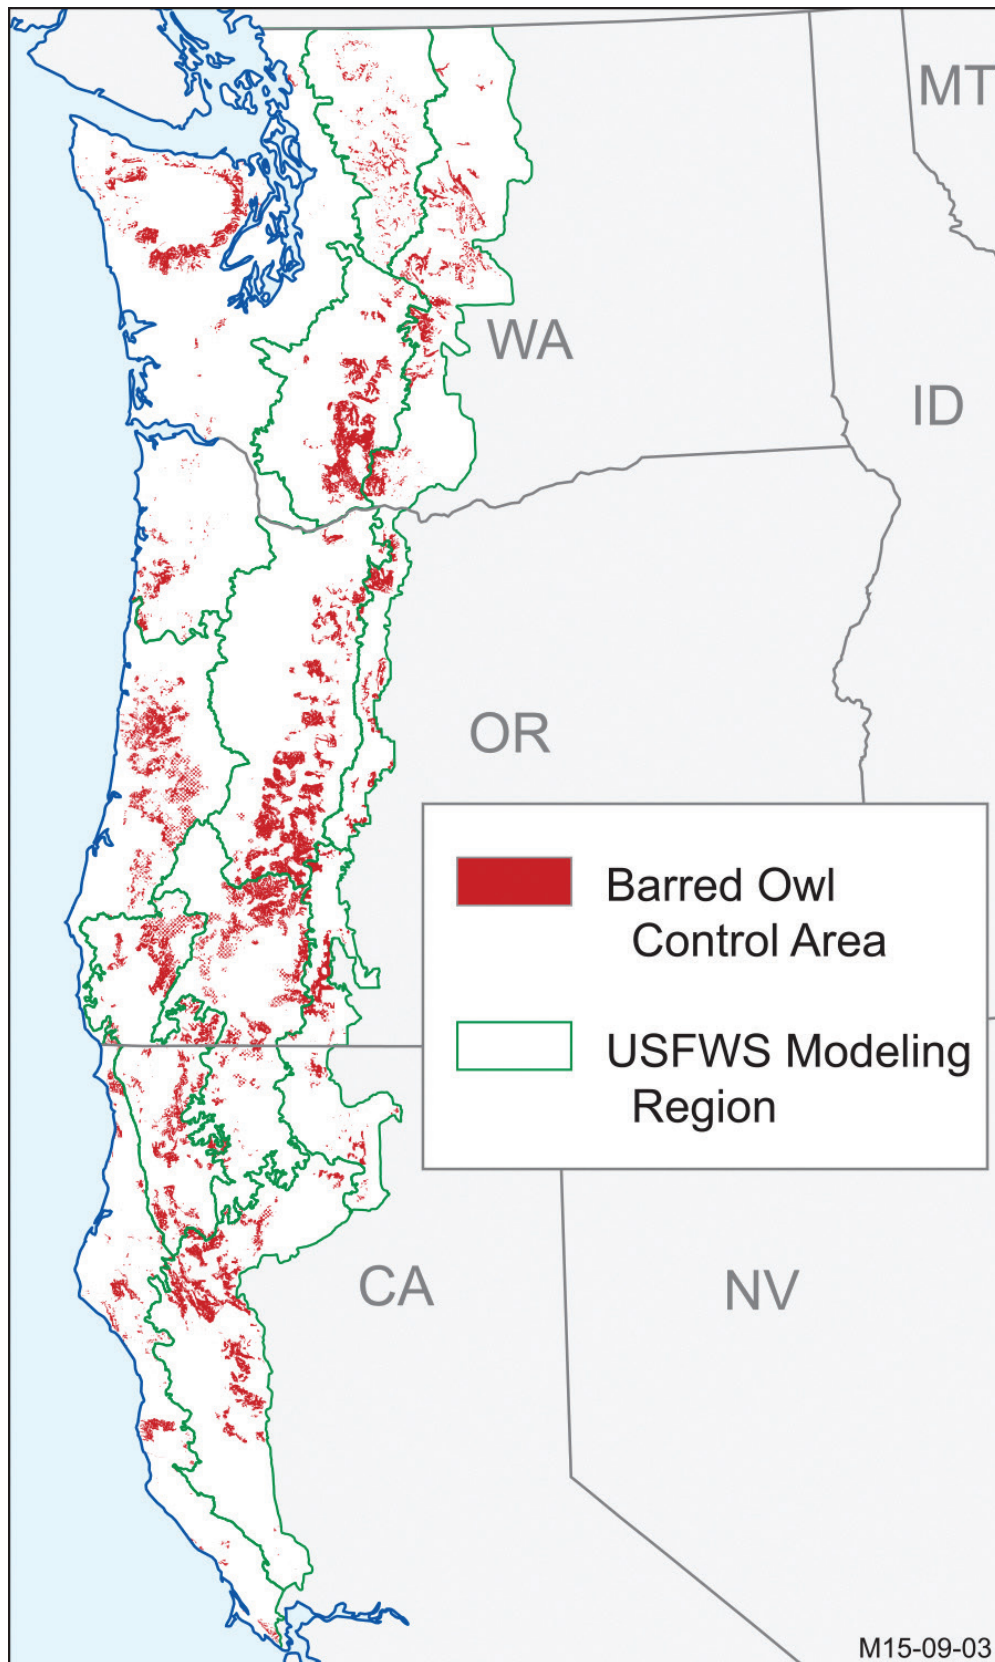 MT
WA
ID
OR
Barred Owl
Control Area
USFWS Modeling
Region
CA
NV
M15-09-03